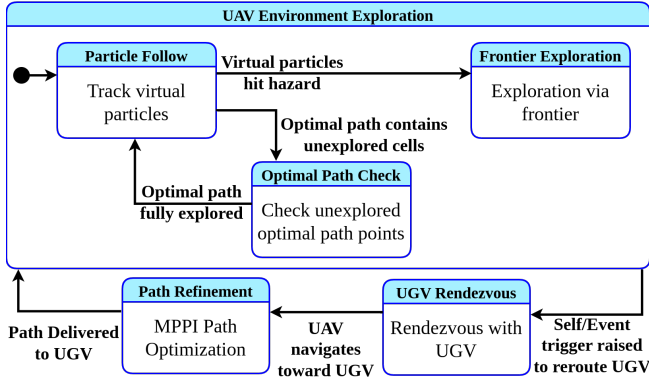 UAV Environment Exploration
Particle Follow
Track virtual
particles
Virtual particles
hit hazard
Frontier Exploration
Exploration via
frontier
Optimal path contains
unexplored cells
Optimal Path Check
Check unexplored
optimal path points
Optimal path
fully explored
Path Delivered
to UGV
Path Refinement
MPPI Path
Optimization
UAV
navigates
toward UGV
UGV Rendezvous
Rendezvous with
UGV
Self/Event
trigger raised
to reroute UGV